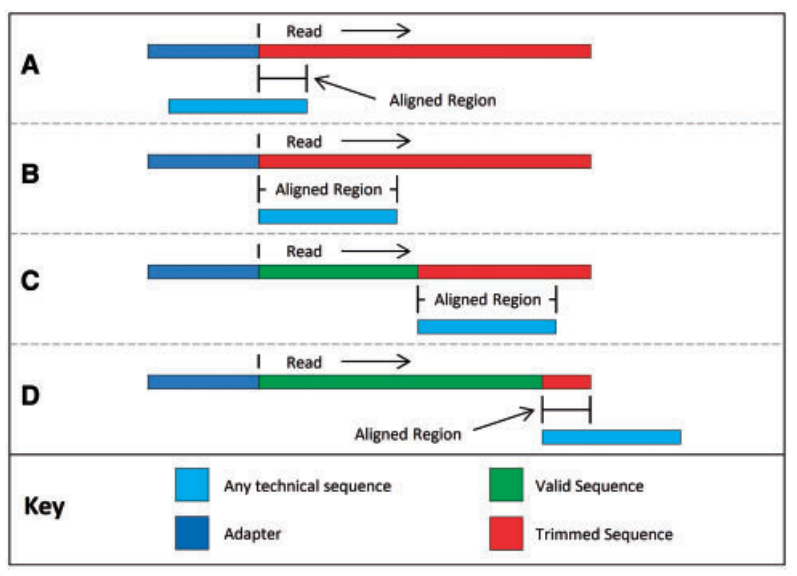 Read
A
Aligned Region
Read
B
Aligned Region
Read
C
Aligned Region
Read
D
Aligned Region
Key
Any technical sequence
Valid Sequence
Adapter
Trimmed Sequence